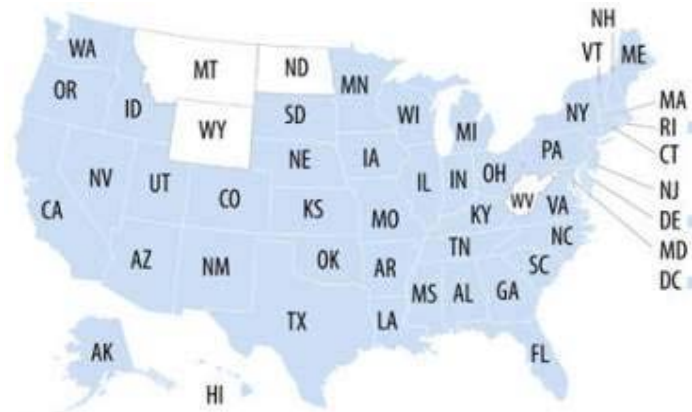 NH
VT
ME
WA
MT
ND
MN
OR
ID
SD
WI
MI
NY
MA
RI
CT
WY
NE
IA
PA
NJ
NV
UT
CO
IL
IN
OH
WV
VA
DE
CA
KS
MO
KY
NC
MD
AZ
NM
OK
AR
TN
SC
DC
MS
AL
GA
TX
LA
FL
AK
HI